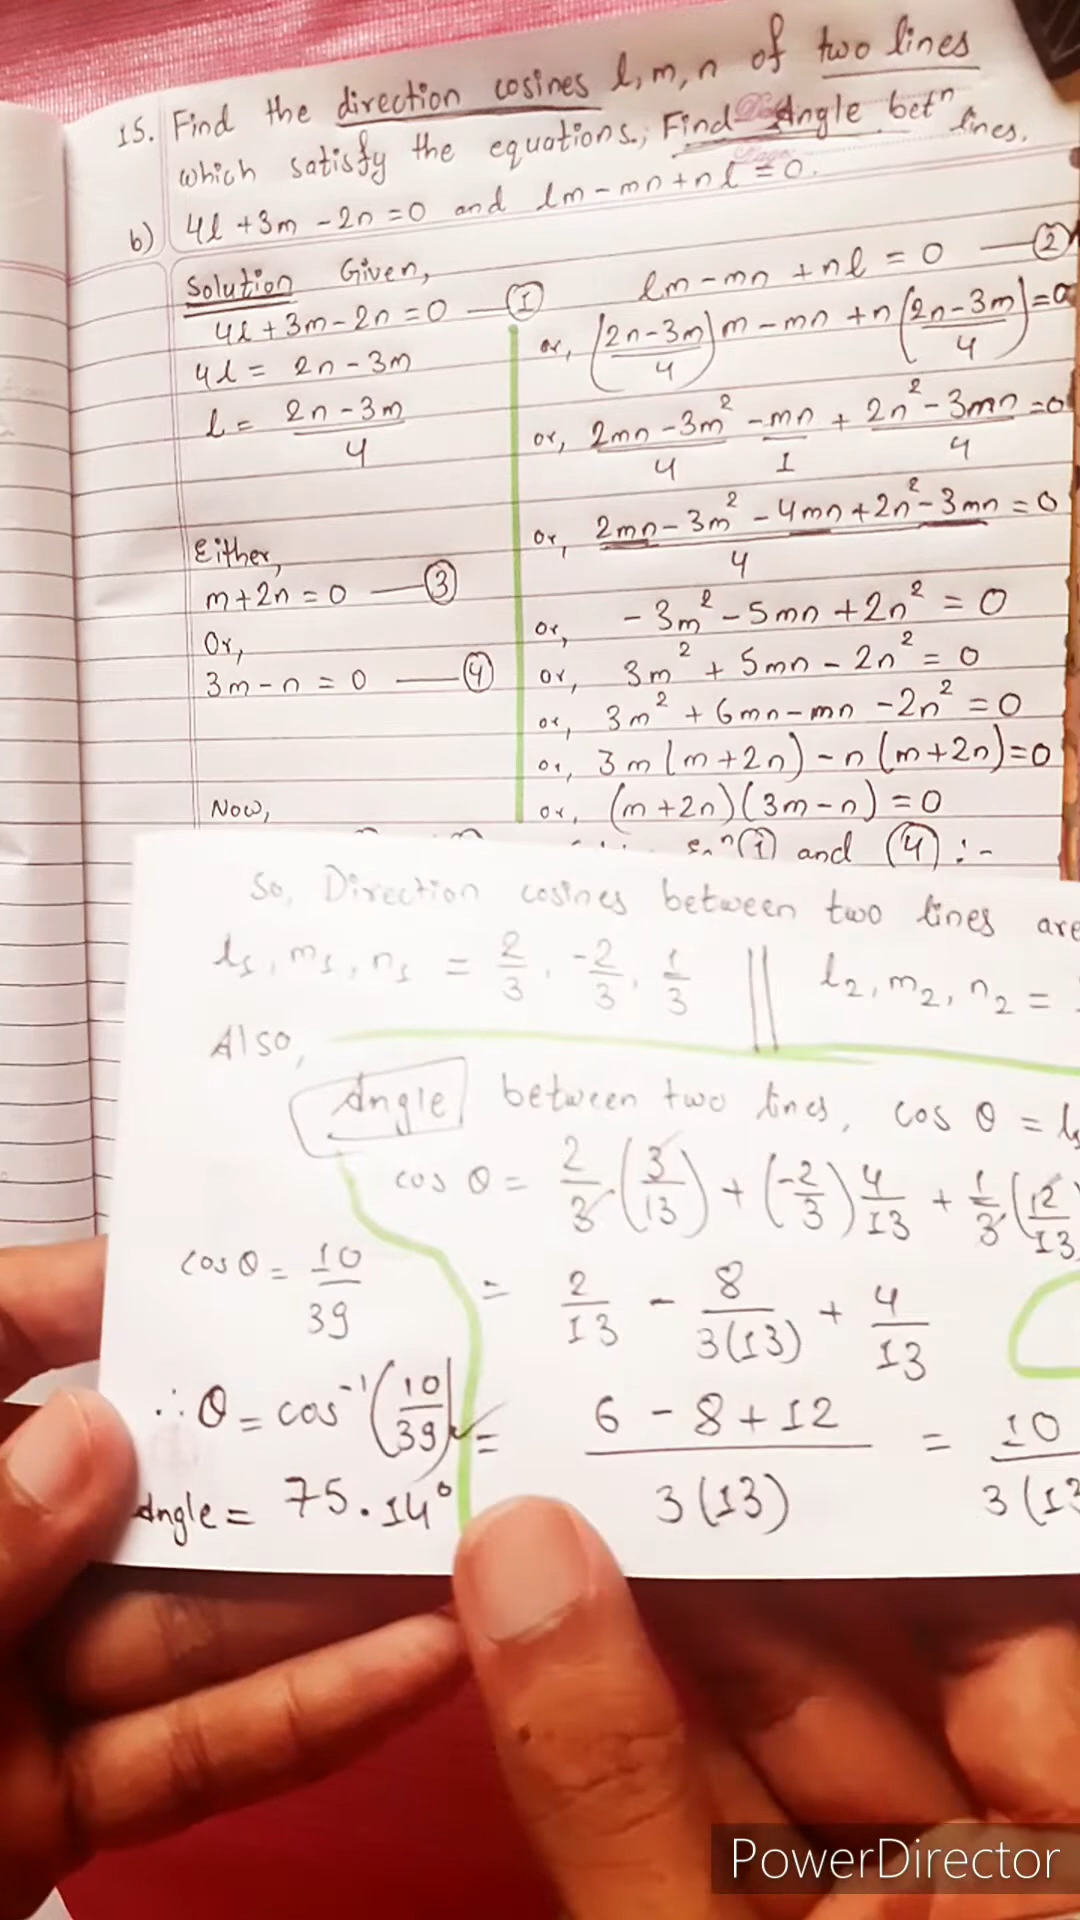 15. Find the direction cosines l, m, n of two lines
which satisfy the equations., Find Angle betⁿ lines.
b) 4l + 3m - 2n = 0 and lm - mn + nl = 0.
Solution Given,
4l + 3m - 2n = 0 — ①
4l = 2n - 3m
l = (2n - 3m)/4
Either,
m + 2n = 0 — ③
Or,
3m - n = 0 — ④
Now,
lm - mn + nl = 0 — ②
or, ((2n - 3m)/4) m - mn + n ((2n - 3m)/4) = 0
or, (2mn - 3m²)/4 - mn/1 + (2n² - 3mn)/4 = 0
or, (2mn - 3m² - 4mn + 2n² - 3mn)/4 = 0
or, - 3m² - 5mn + 2n² = 0
or, 3m² + 5mn - 2n² = 0
or, 3m² + 6mn - mn - 2n² = 0
or, 3m (m + 2n) - n (m + 2n) = 0
or, (m + 2n) (3m - n) = 0
eqⁿ (1) and (4) :-
So, Direction cosines between two lines are
l₁, m₁, n₁ = 2/3, -2/3, 1/3 || l₂, m₂, n₂ =
Also,
Angle between two lines, cos θ = l₁
cos θ = 2/3 (3/13) + (-2/3) 4/13 + 1/3 (12/13
= 2/13 - 8/3(13) + 4/13
= (6 - 8 + 12)/3(13) = 10/3(13
cos θ = 10/39
∴ θ = cos⁻¹ (10/39)
Angle = 75.14°
PowerDirector